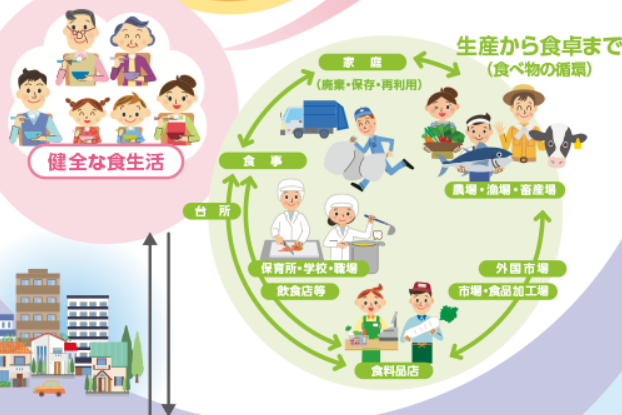 生産から食卓まで
(食べ物の循環)
家庭
(廃棄・保存・再利用)
食事
健全な食生活
農場・漁場・畜産場
台所
保育所・学校・職場
飲食店等
外国市場
市場・食品加工場
食料品店